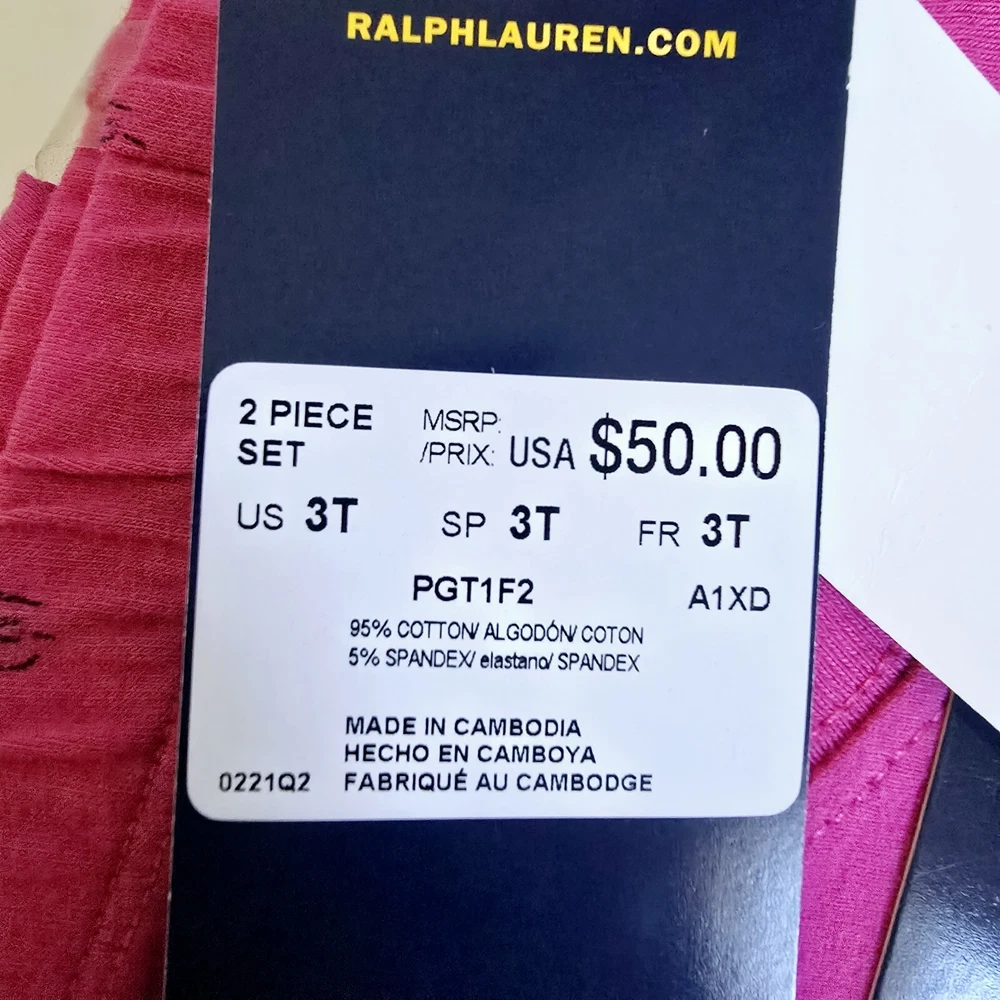 RALPHLAUREN.COM
2 PIECE
SET
MSRP:
/PRIX: USA $50.00
US 3T SP 3T FR 3T
PGT1F2 A1XD
95% COTTON/ ALGODÓN/ COTON
5% SPANDEX/ elastano/ SPANDEX
MADE IN CAMBODIA
HECHO EN CAMBOYA
0221Q2 FABRIQUÉ AU CAMBODGE